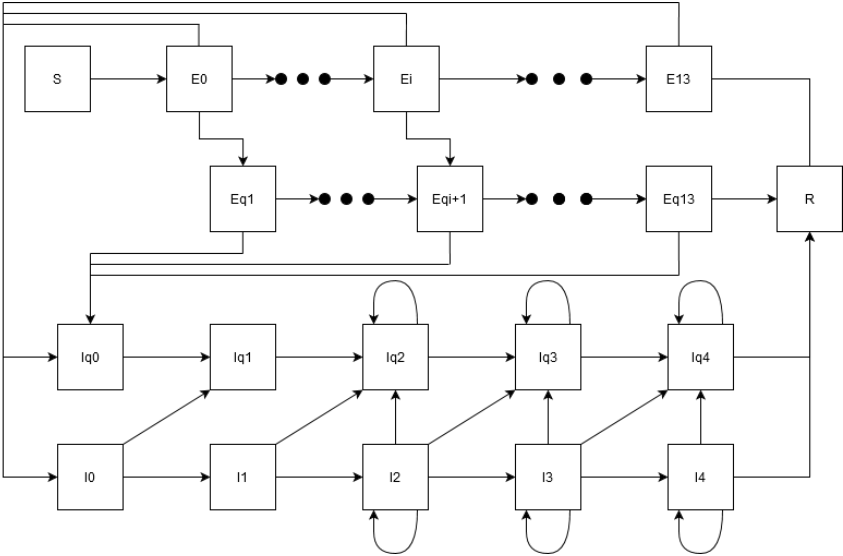 S E0 Ei E13
Eq1 Eqi+1 Eq13 R
Iq0 Iq1 Iq2 Iq3 Iq4
I0 I1 I2 I3 I4